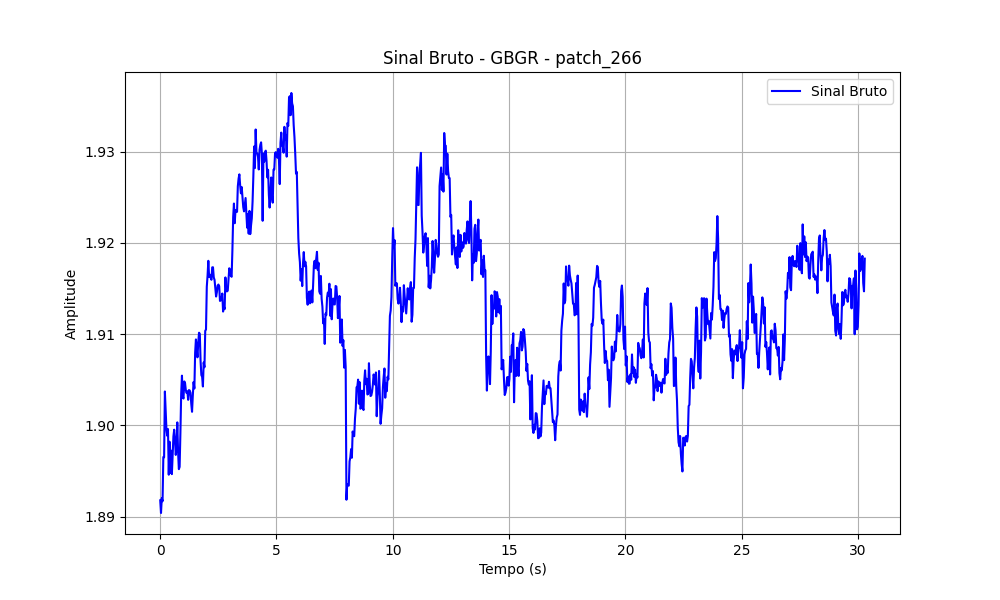 Sinal Bruto - GBGR - patch_266
Sinal Bruto
Amplitude
1.93
1.92
1.91
1.90
1.89
0 5 10 15 20 25 30
Tempo (s)